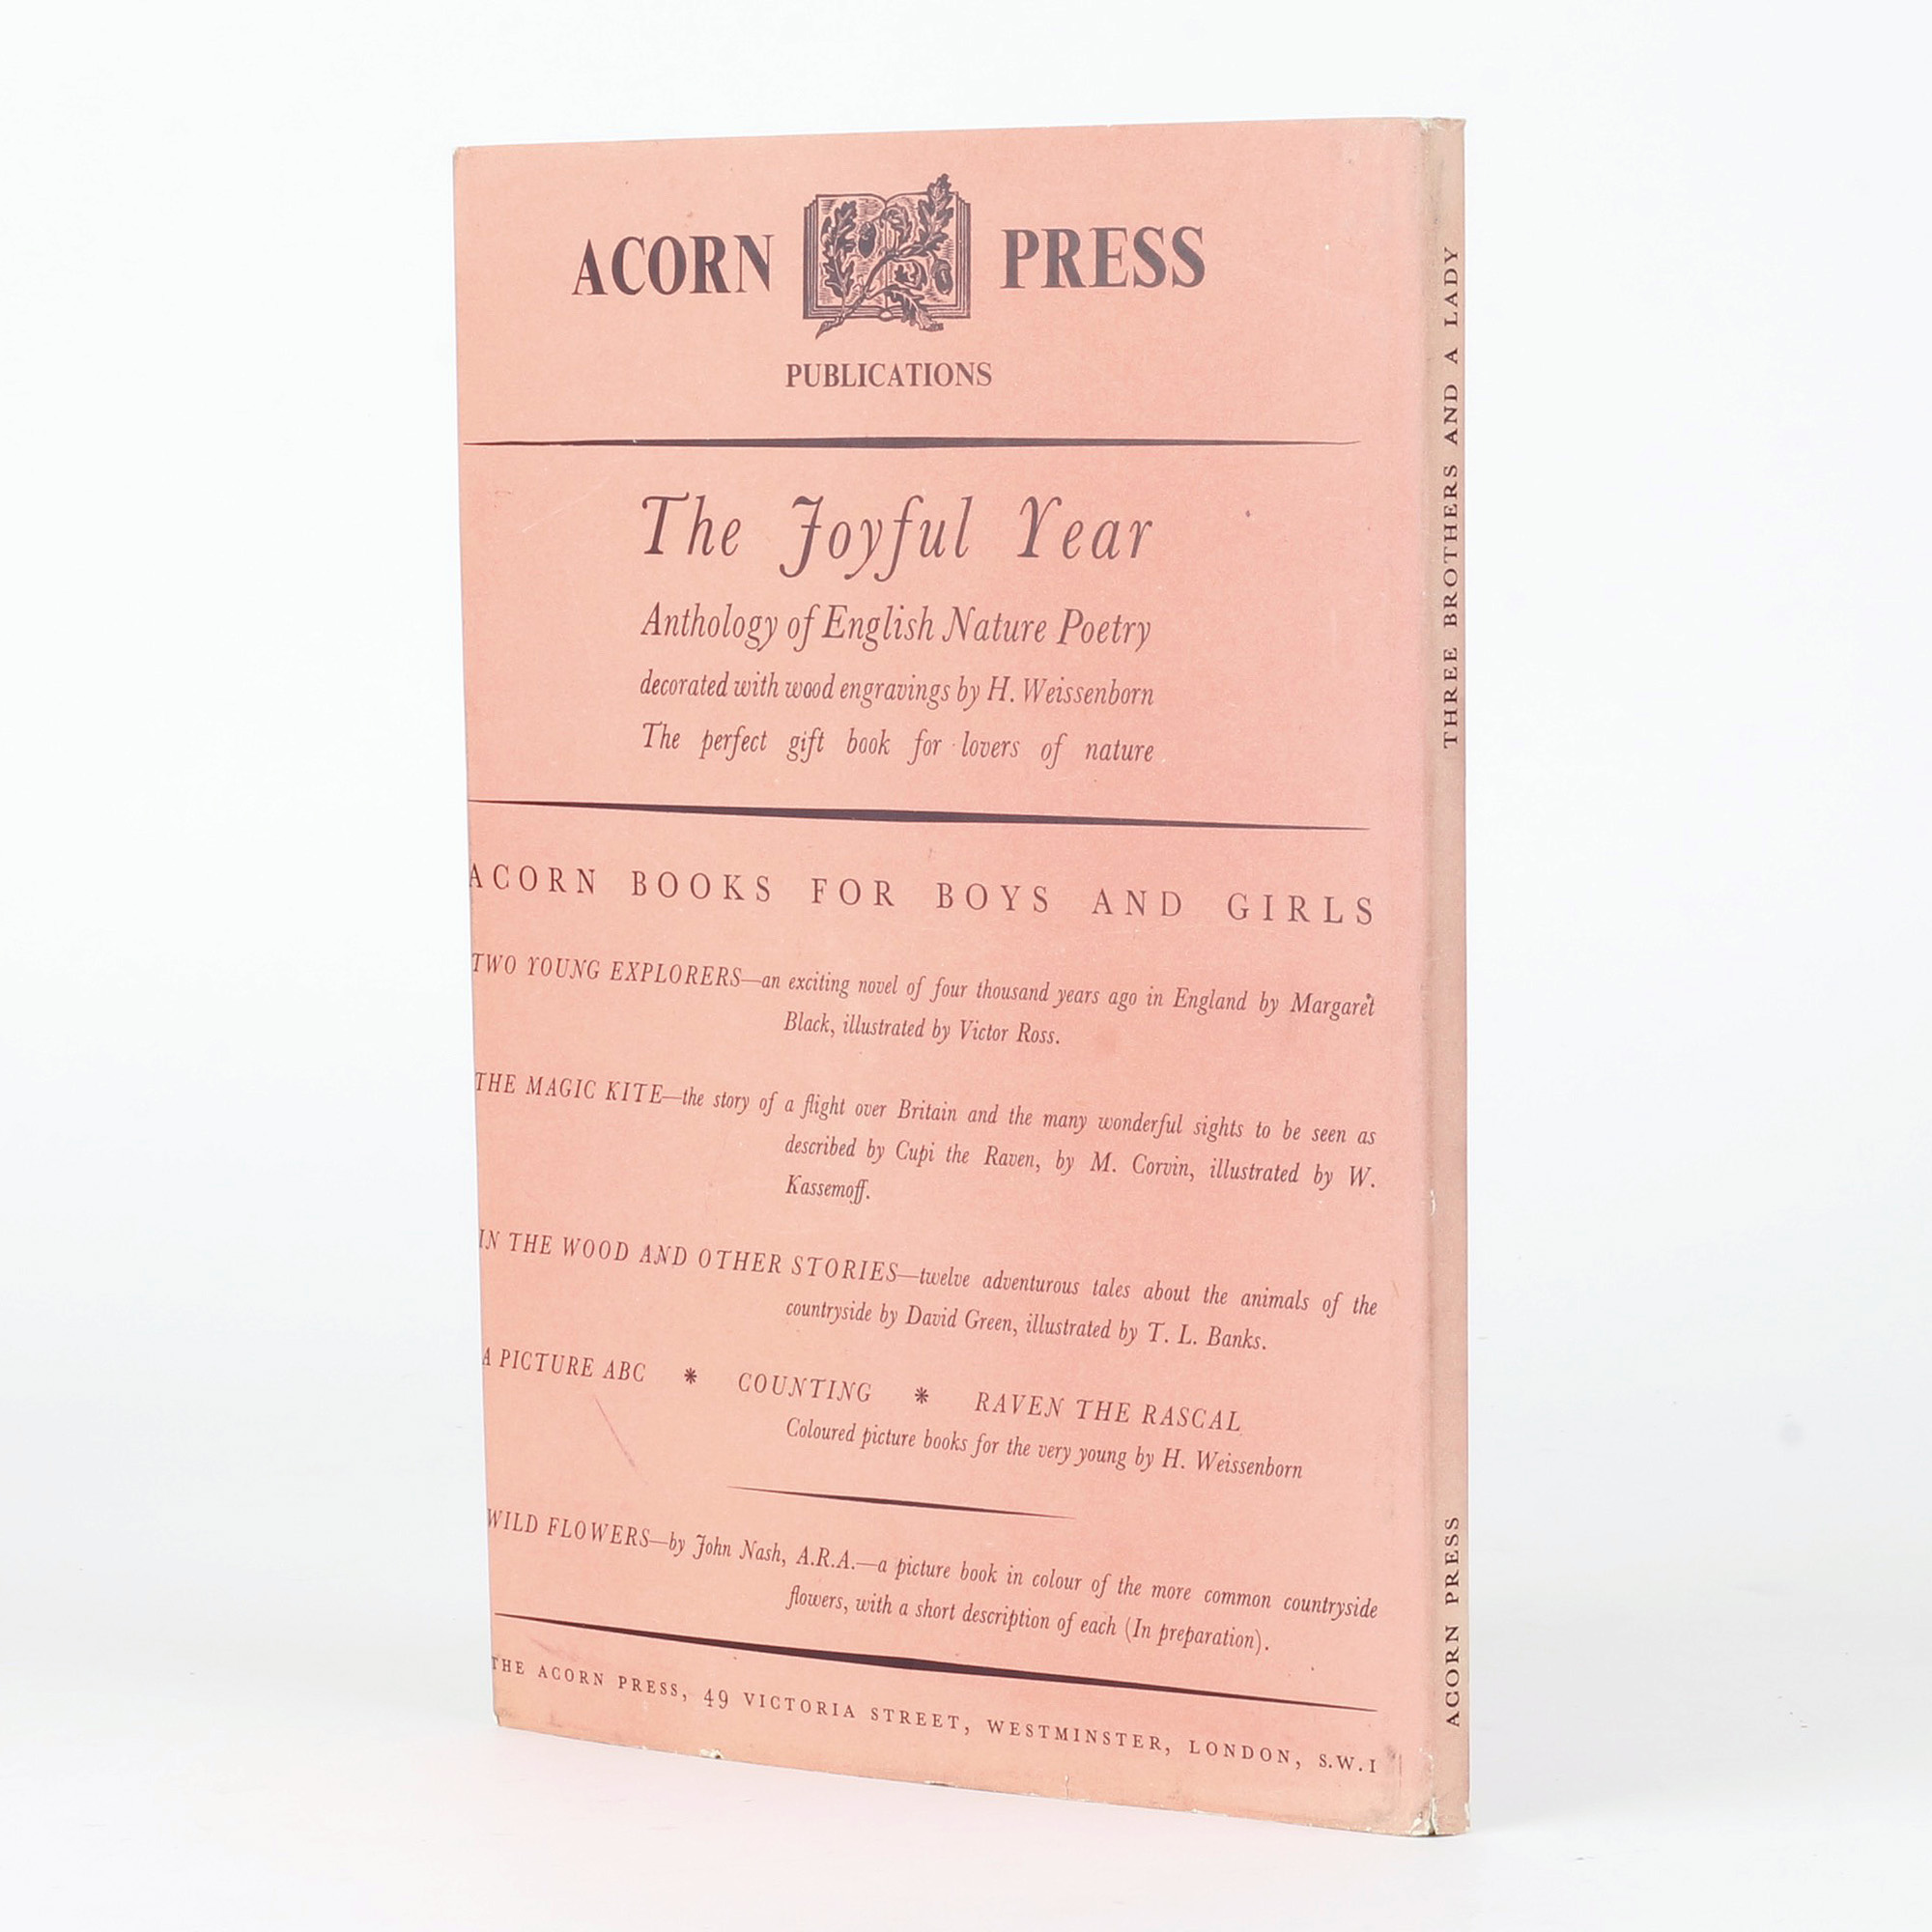 ACORN PRESS
PUBLICATIONS
The Joyful Year
Anthology of English Nature Poetry
decorated with wood engravings by H. Weissenborn
The perfect gift book for lovers of nature
ACORN BOOKS FOR BOYS AND GIRLS
TWO YOUNG EXPLORERS—an exciting novel of four thousand years ago in England by Margaret
Black, illustrated by Victor Ross.
THE MAGIC KITE—the story of a flight over Britain and the many wonderful sights to be seen as
described by Cupi the Raven, by M. Corvin, illustrated by W.
Kassemoff.
IN THE WOOD AND OTHER STORIES—twelve adventurous tales about the animals of the
countryside by David Green, illustrated by T. L. Banks.
A PICTURE ABC * COUNTING * RAVEN THE RASCAL
Coloured picture books for the very young by H. Weissenborn
WILD FLOWERS—by John Nash, A.R.A.—a picture book in colour of the more common countryside
flowers, with a short description of each (In preparation).
THE ACORN PRESS, 49 VICTORIA STREET, WESTMINSTER, LONDON, S.W.1
THREE BROTHERS AND A LADY
ACORN PRESS